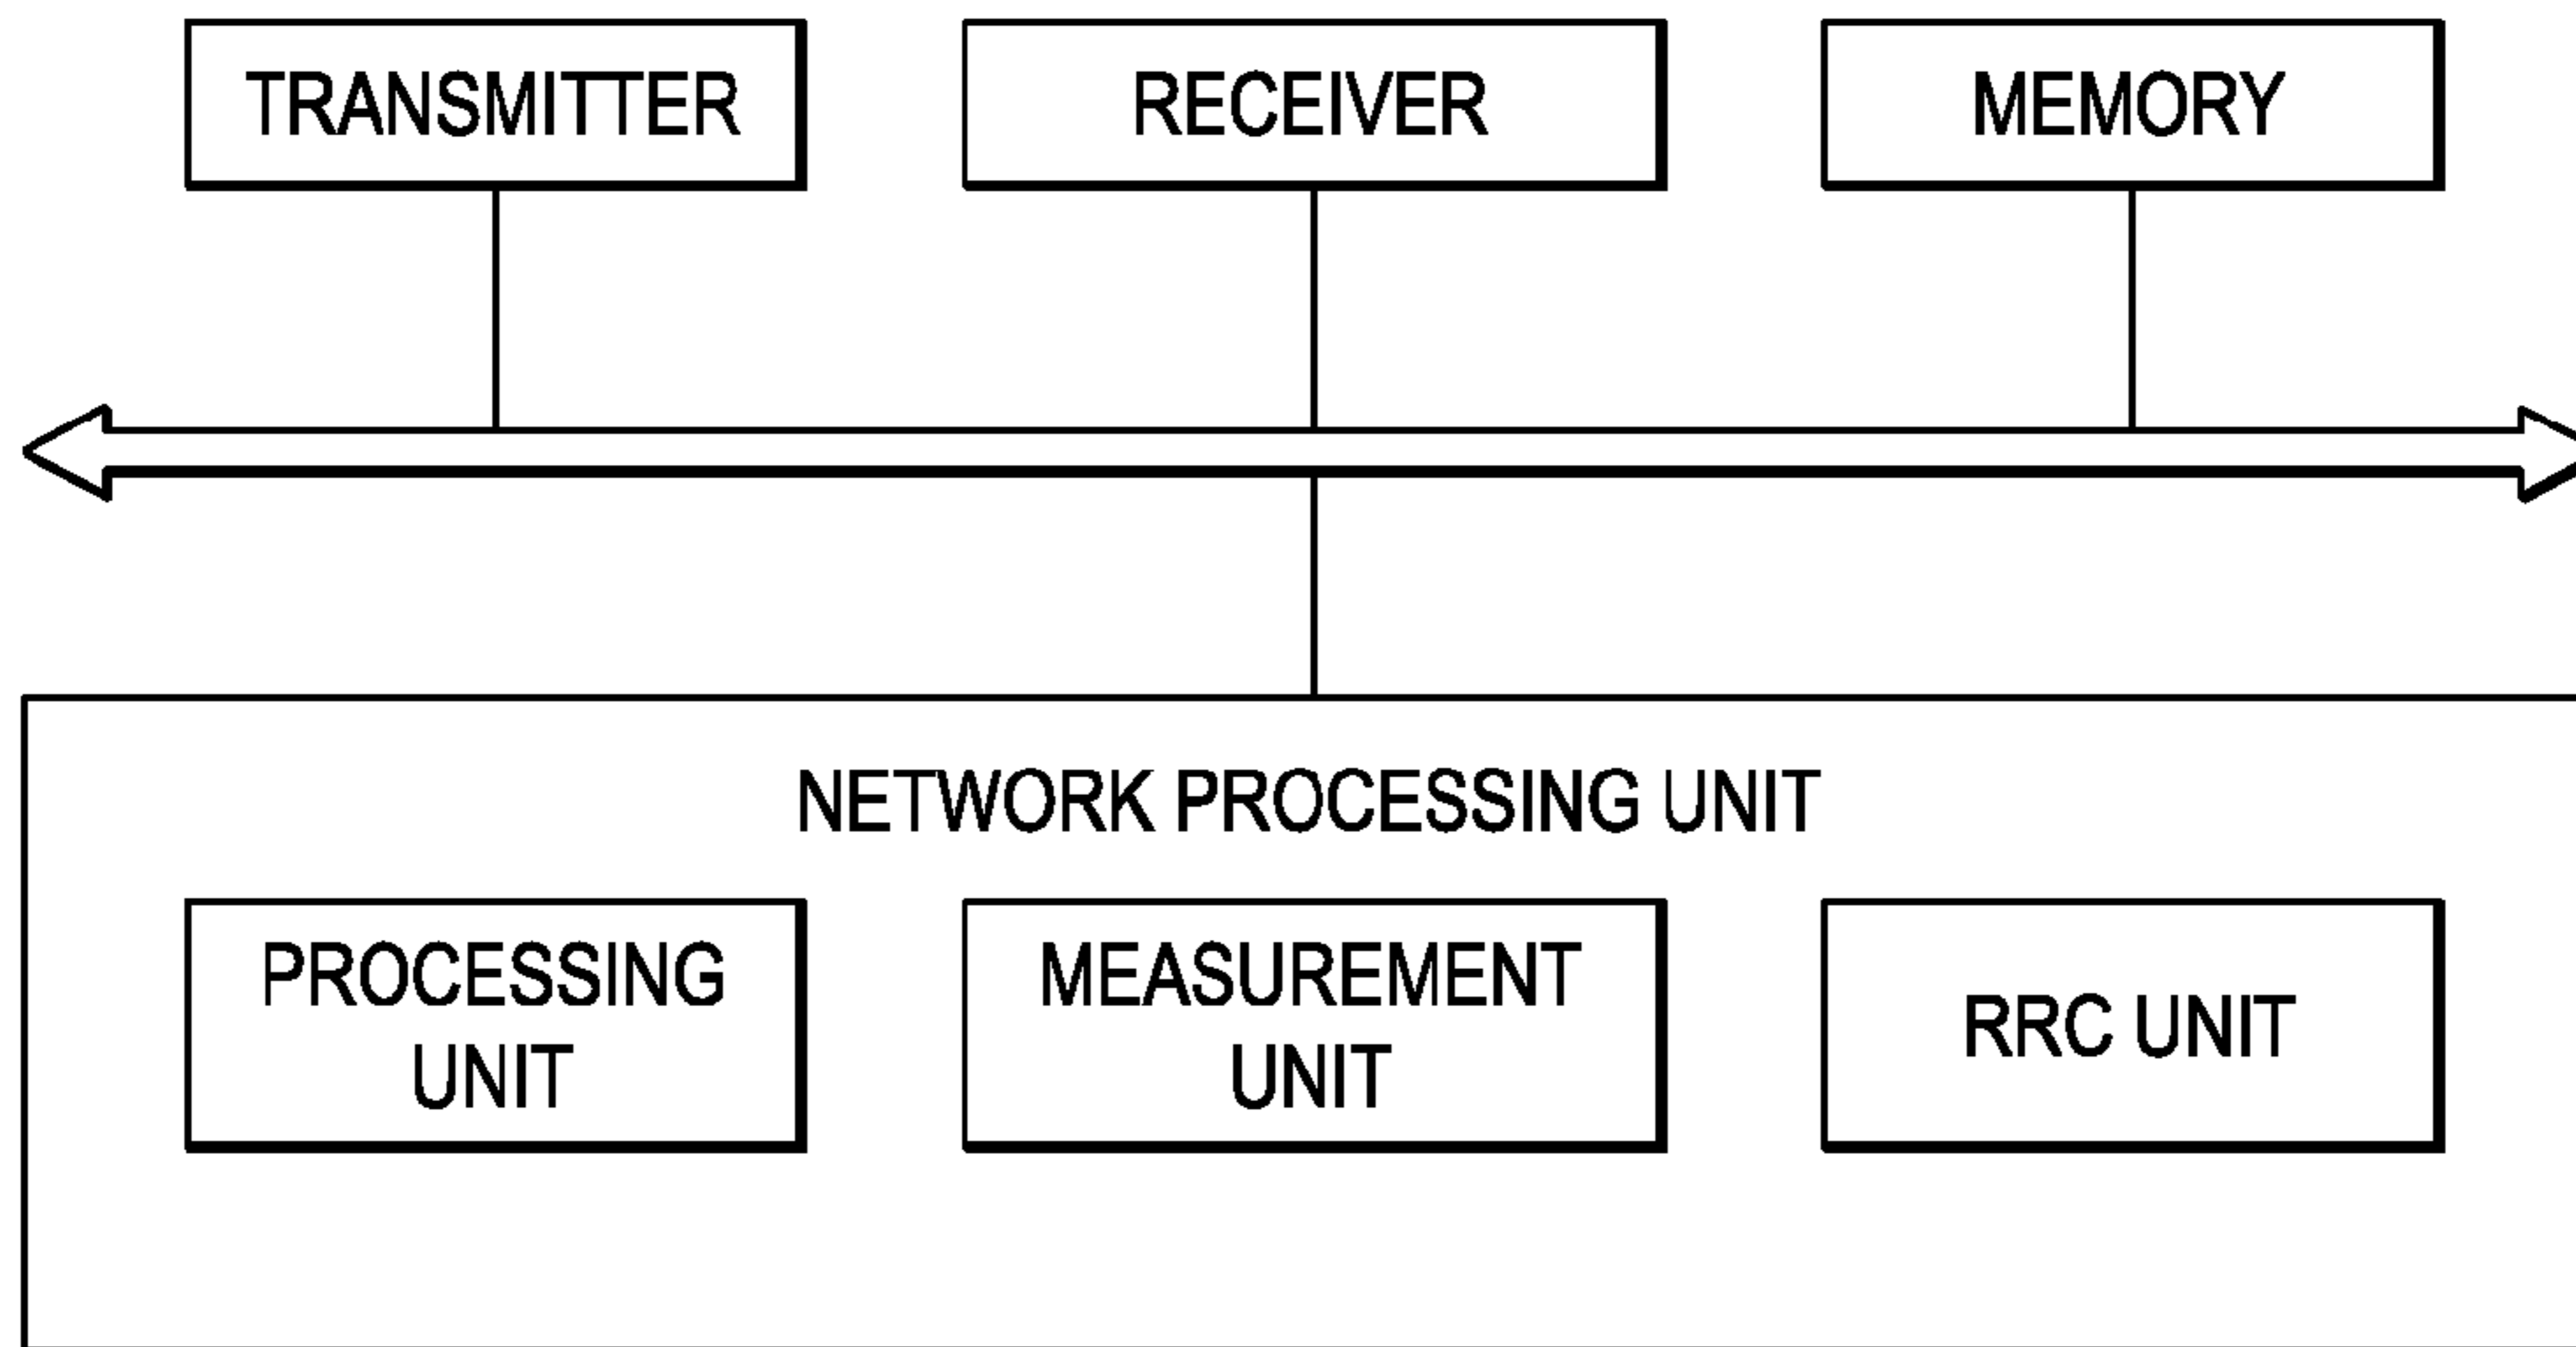 TRANSMITTER
RECEIVER
MEMORY
NETWORK PROCESSING UNIT
PROCESSING
UNIT
MEASUREMENT
UNIT
RRC UNIT